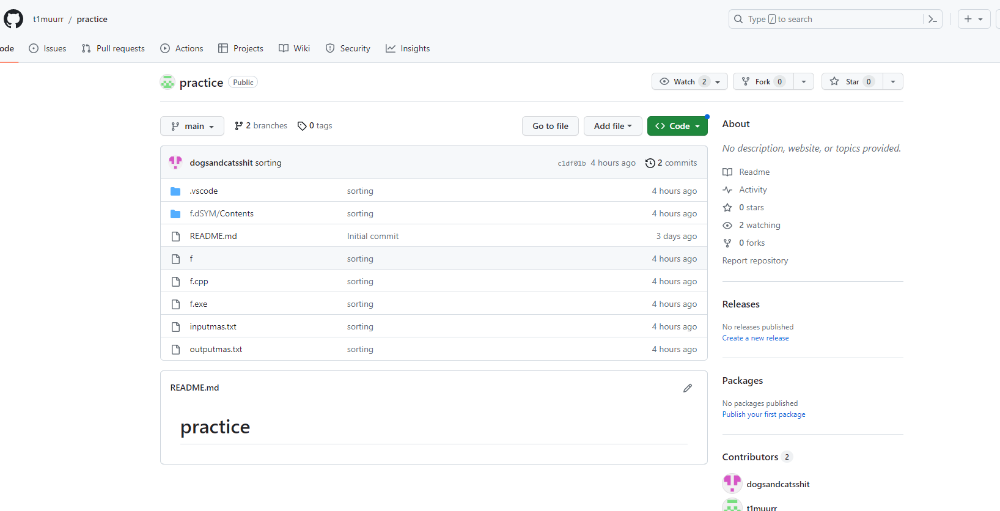 t1muurr / practice
Type / to search
ode Issues Pull requests Actions Projects Wiki Security Insights
practice Public
Watch 2 Fork 0 Star 0
main 2 branches 0 tags
Go to file Add file Code
dogsandcatsshit sorting c1df01b 4 hours ago 2 commits
.vscode sorting 4 hours ago
f.dSYM/Contents sorting 4 hours ago
README.md Initial commit 3 days ago
f sorting 4 hours ago
f.cpp sorting 4 hours ago
f.exe sorting 4 hours ago
inputmas.txt sorting 4 hours ago
outputmas.txt sorting 4 hours ago
README.md
practice
About
No description, website, or topics provided.
Readme
Activity
0 stars
2 watching
0 forks
Report repository
Releases
No releases published
Create a new release
Packages
No packages published
Publish your first package
Contributors 2
dogsandcatsshit
t1muurr